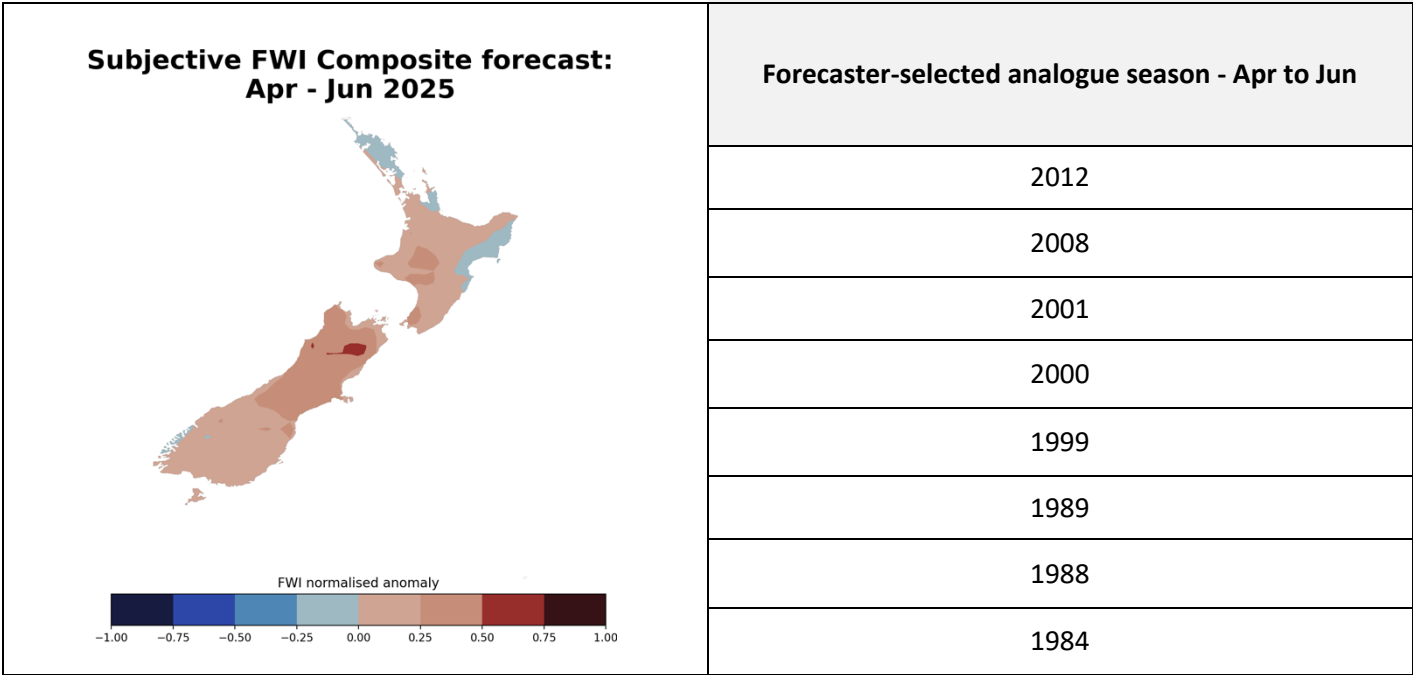 Subjective FWI Composite forecast:
Apr - Jun 2025
FWI normalised anomaly
−1.00 −0.75 −0.50 −0.25 0.00 0.25 0.50 0.75 1.00
Forecaster-selected analogue season - Apr to Jun
2012
2008
2001
2000
1999
1989
1988
1984